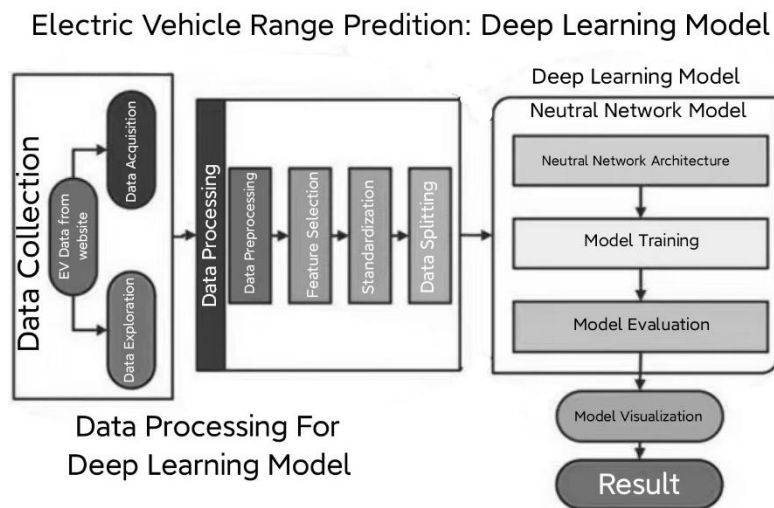 Electric Vehicle Range Predition: Deep Learning Model
Data Collection
EV Data from
website
Data Acquisition
Data Exploration
Data Processing
Data Preprocessing
Feature Selection
Standardization
Data Splitting
Data Processing For
Deep Learning Model
Deep Learning Model
Neutral Network Model
Neutral Network Architecture
Model Training
Model Evaluation
Model Visualization
Result